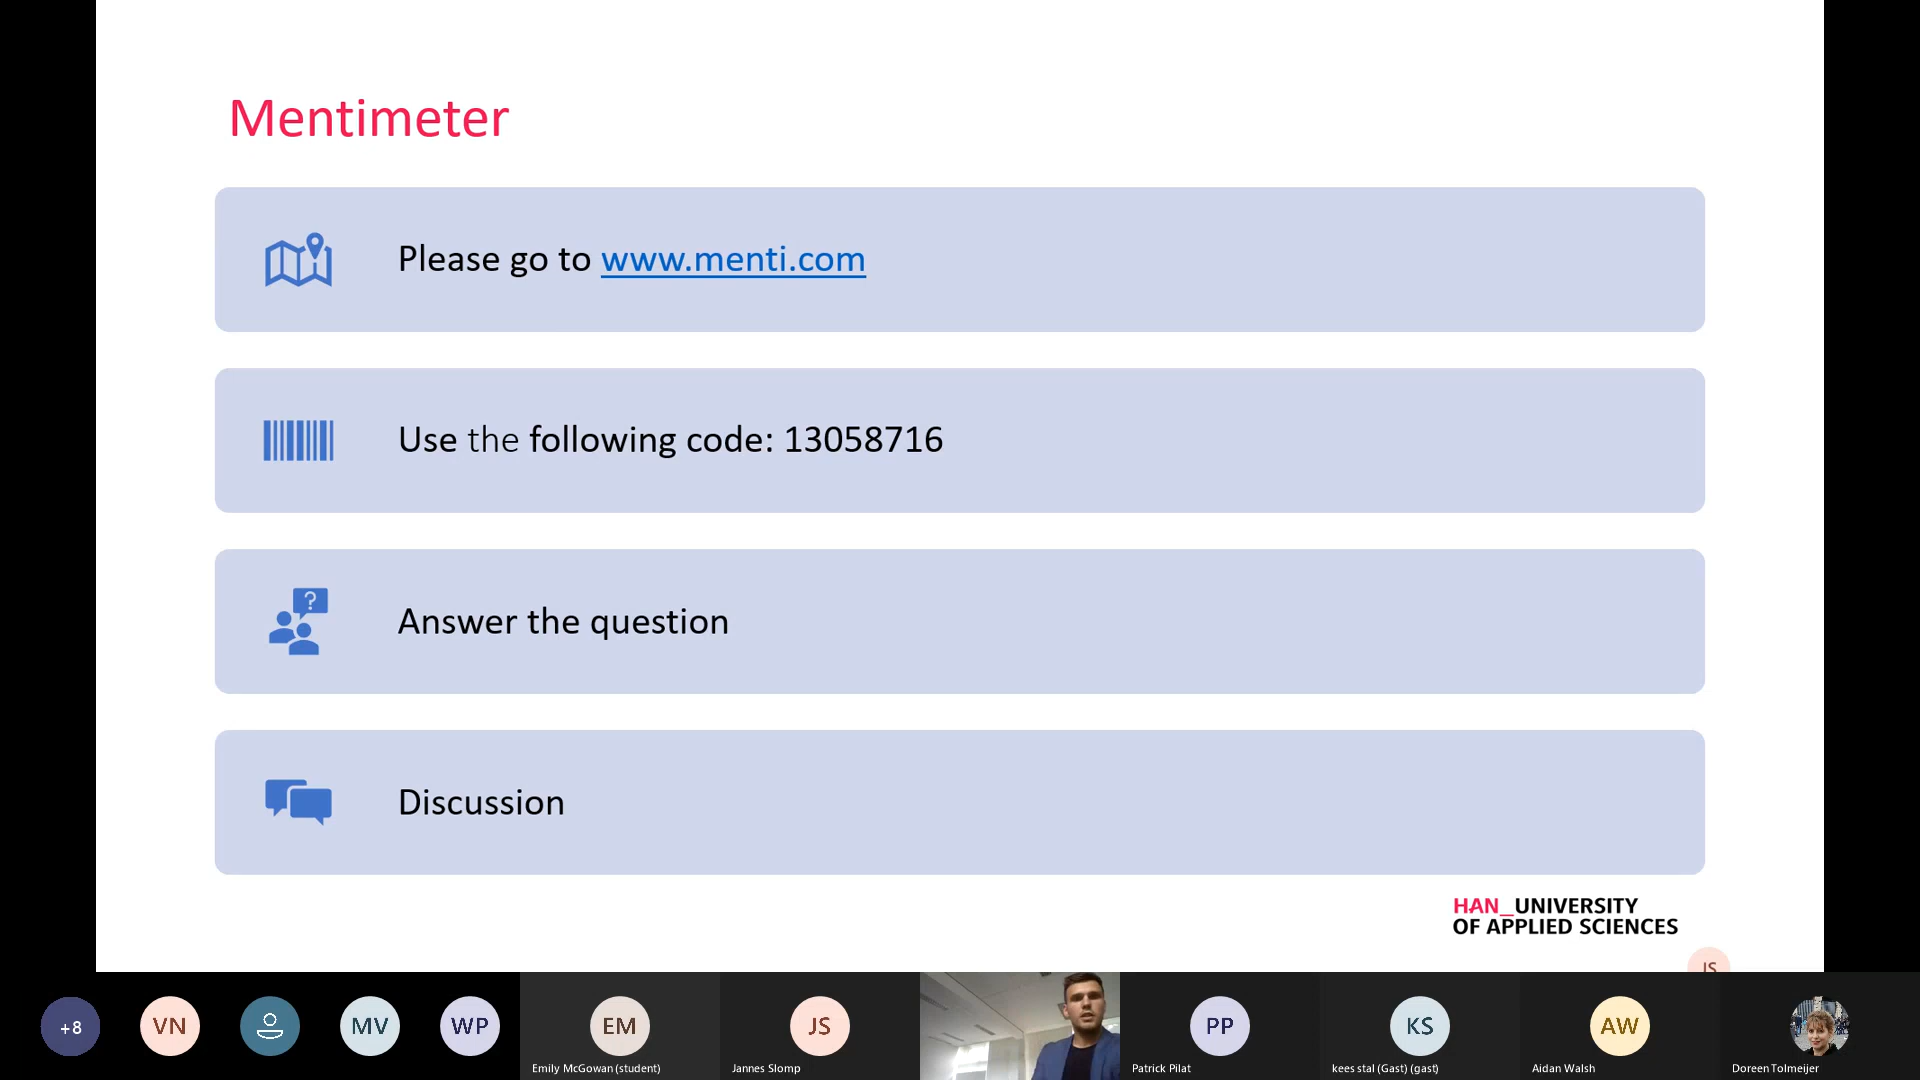 Mentimeter
Please go to www.menti.com
Use the following code: 13058716
?
Answer the question
Discussion
HAN_UNIVERSITY
OF APPLIED SCIENCES
JS
+8
VN
MV
WP
EM
JS
PP
KS
AW
Emily McGowan (student)
Jannes Slomp
Patrick Pilat
kees stal (Gast) (gast)
Aidan Walsh
Doreen Tolmeijer